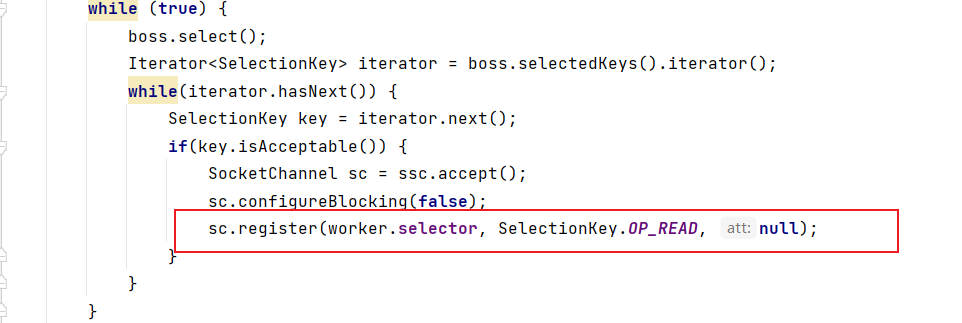 while (true) {
boss.select();
Iterator<SelectionKey> iterator = boss.selectedKeys().iterator();
while(iterator.hasNext()) {
SelectionKey key = iterator.next();
if(key.isAcceptable()) {
SocketChannel sc = ssc.accept();
sc.configureBlocking(false);
sc.register(worker.selector, SelectionKey.OP_READ, att: null);
}
}
}